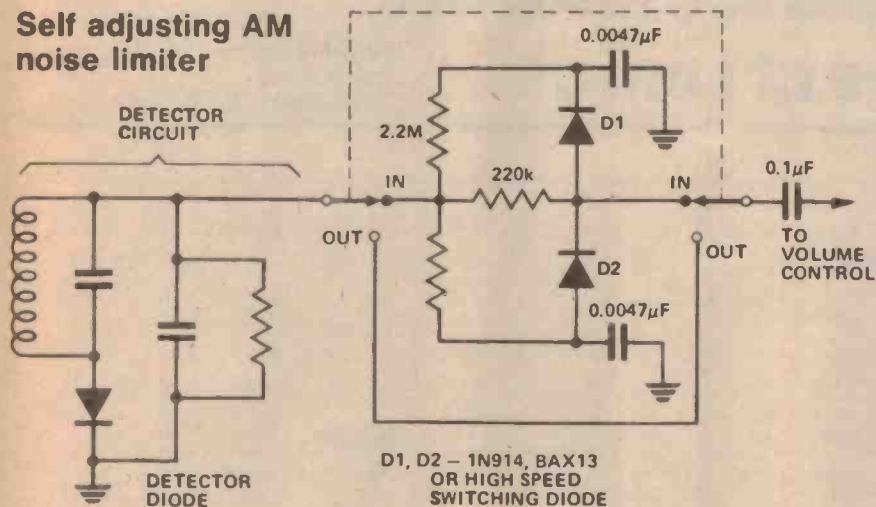 Self adjusting AM
noise limiter
DETECTOR
CIRCUIT
0.0047µF
2.2M
D1
220k
IN
IN
0.1µF
OUT
OUT
TO
VOLUME
CONTROL
D2
0.0047µF
DETECTOR
DIODE
D1, D2 – 1N914, BAX13
OR HIGH SPEED
SWITCHING DIODE